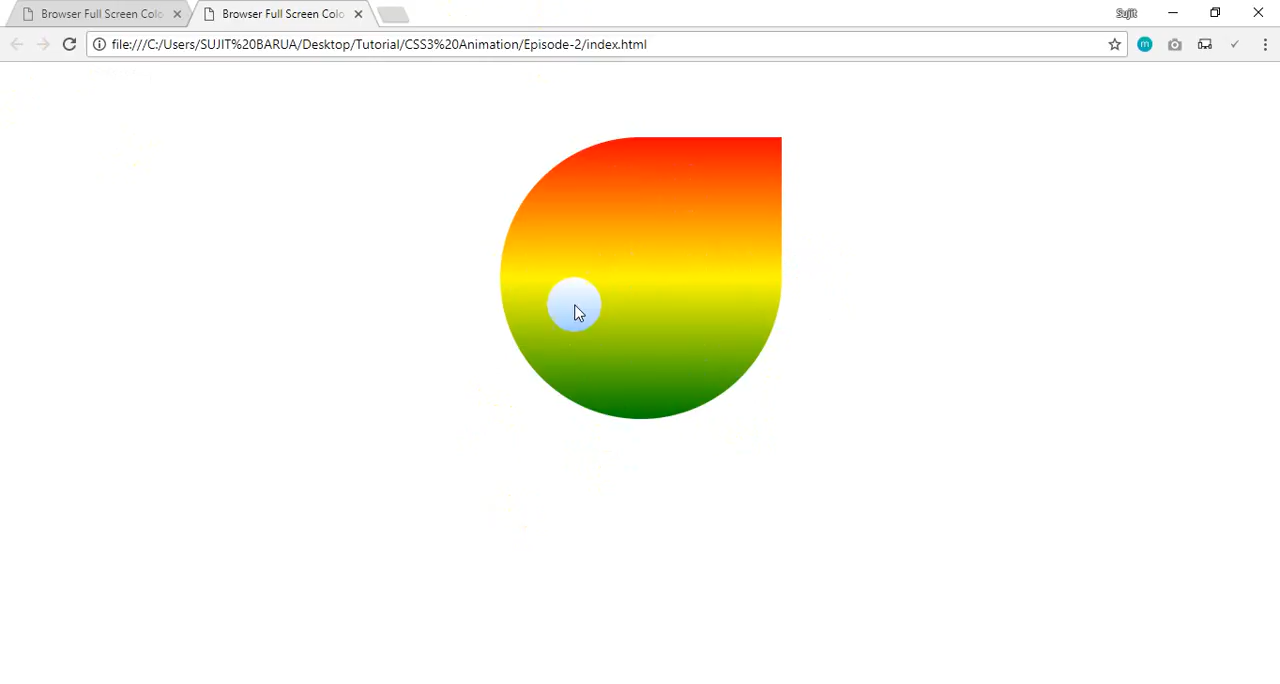 Browser Full Screen Colo
Browser Full Screen Colo
Sujit
file:///C:/Users/SUJIT%20BARUA/Desktop/Tutorial/CSS3%20Animation/Episode-2/index.html
m